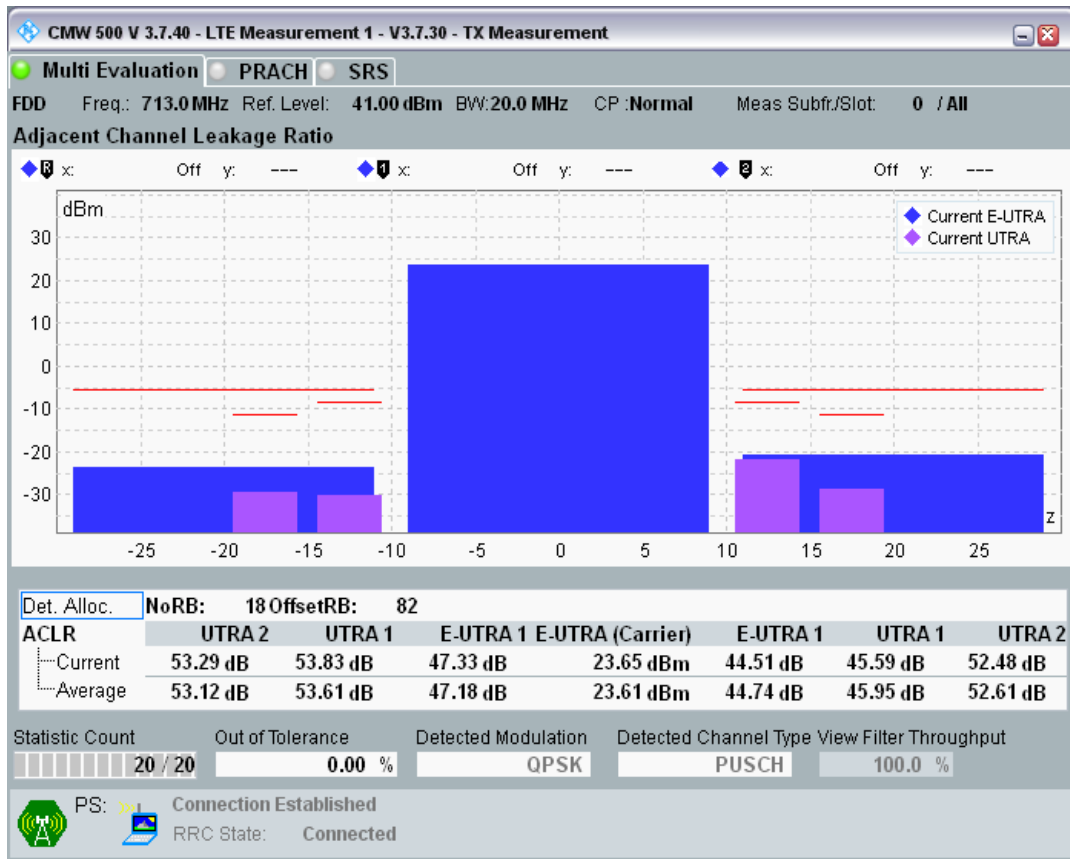 CMW 500 V 3.7.40 - LTE Measurement 1 - V3.7.30 - TX Measurement
Multi Evaluation PRACH SRS
FDD Freq.: 713.0 MHz Ref. Level: 41.00 dBm BW: 20.0 MHz CP :Normal Meas Subfr./Slot: 0 / All
Adjacent Channel Leakage Ratio
R x: Off y: --- 1 x: Off y: --- 2 x: Off y: ---
dBm
Current E-UTRA
Current UTRA
30
20
10
0
-10
-20
-30
z
-25 -20 -15 -10 -5 0 5 10 15 20 25
Det. Alloc. NoRB: 18 OffsetRB: 82
ACLR UTRA 2 UTRA 1 E-UTRA 1 E-UTRA (Carrier) E-UTRA 1 UTRA 1 UTRA 2
Current 53.29 dB 53.83 dB 47.33 dB 23.65 dBm 44.51 dB 45.59 dB 52.48 dB
Average 53.12 dB 53.61 dB 47.18 dB 23.61 dBm 44.74 dB 45.95 dB 52.61 dB
Statistic Count Out of Tolerance Detected Modulation Detected Channel Type View Filter Throughput
20 / 20 0.00 % QPSK PUSCH 100.0 %
PS: Connection Established
RRC State: Connected